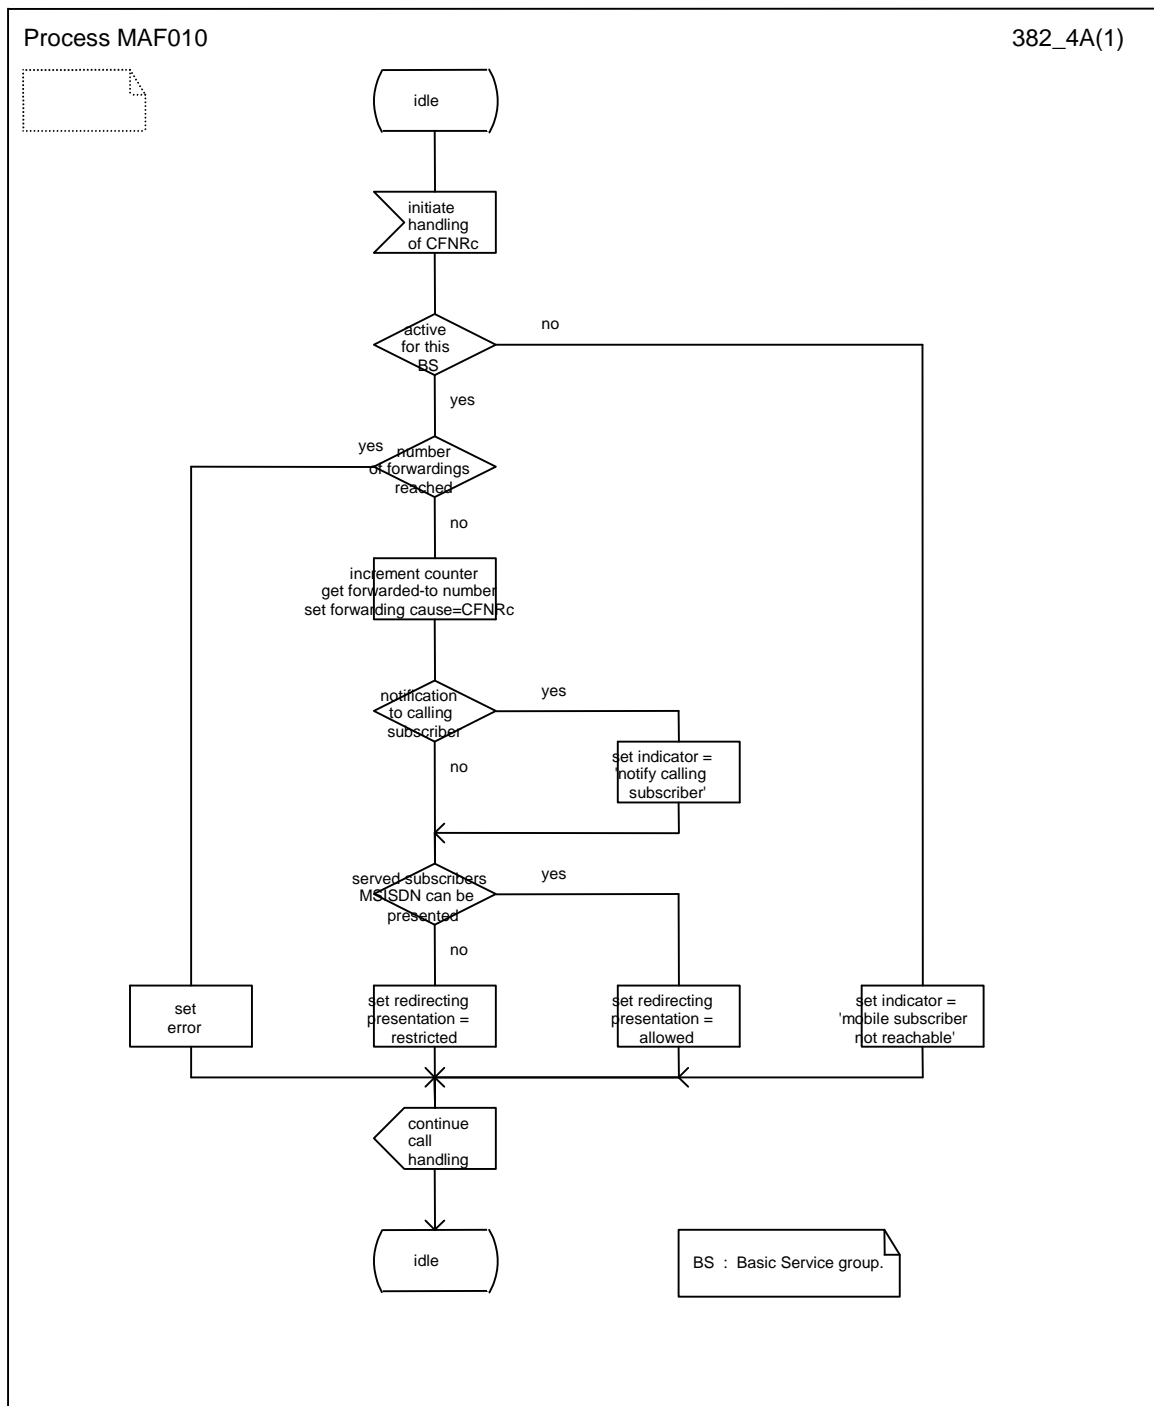 Process MAF010
382_4A(1)
idle
initiate
handling
of CFNRc
active
for this
BS
no
yes
number
of forwardings
reached
yes
no
increment counter
get forwarded-to number
set forwarding cause=CFNRc
notification
to calling
subscriber
yes
no
set indicator =
'notify calling
subscriber'
served subscribers
MSISDN can be
presented
yes
no
set
error
set redirecting
presentation =
restricted
set redirecting
presentation =
allowed
set indicator =
'mobile subscriber
not reachable'
continue
call
handling
idle
BS : Basic Service group.